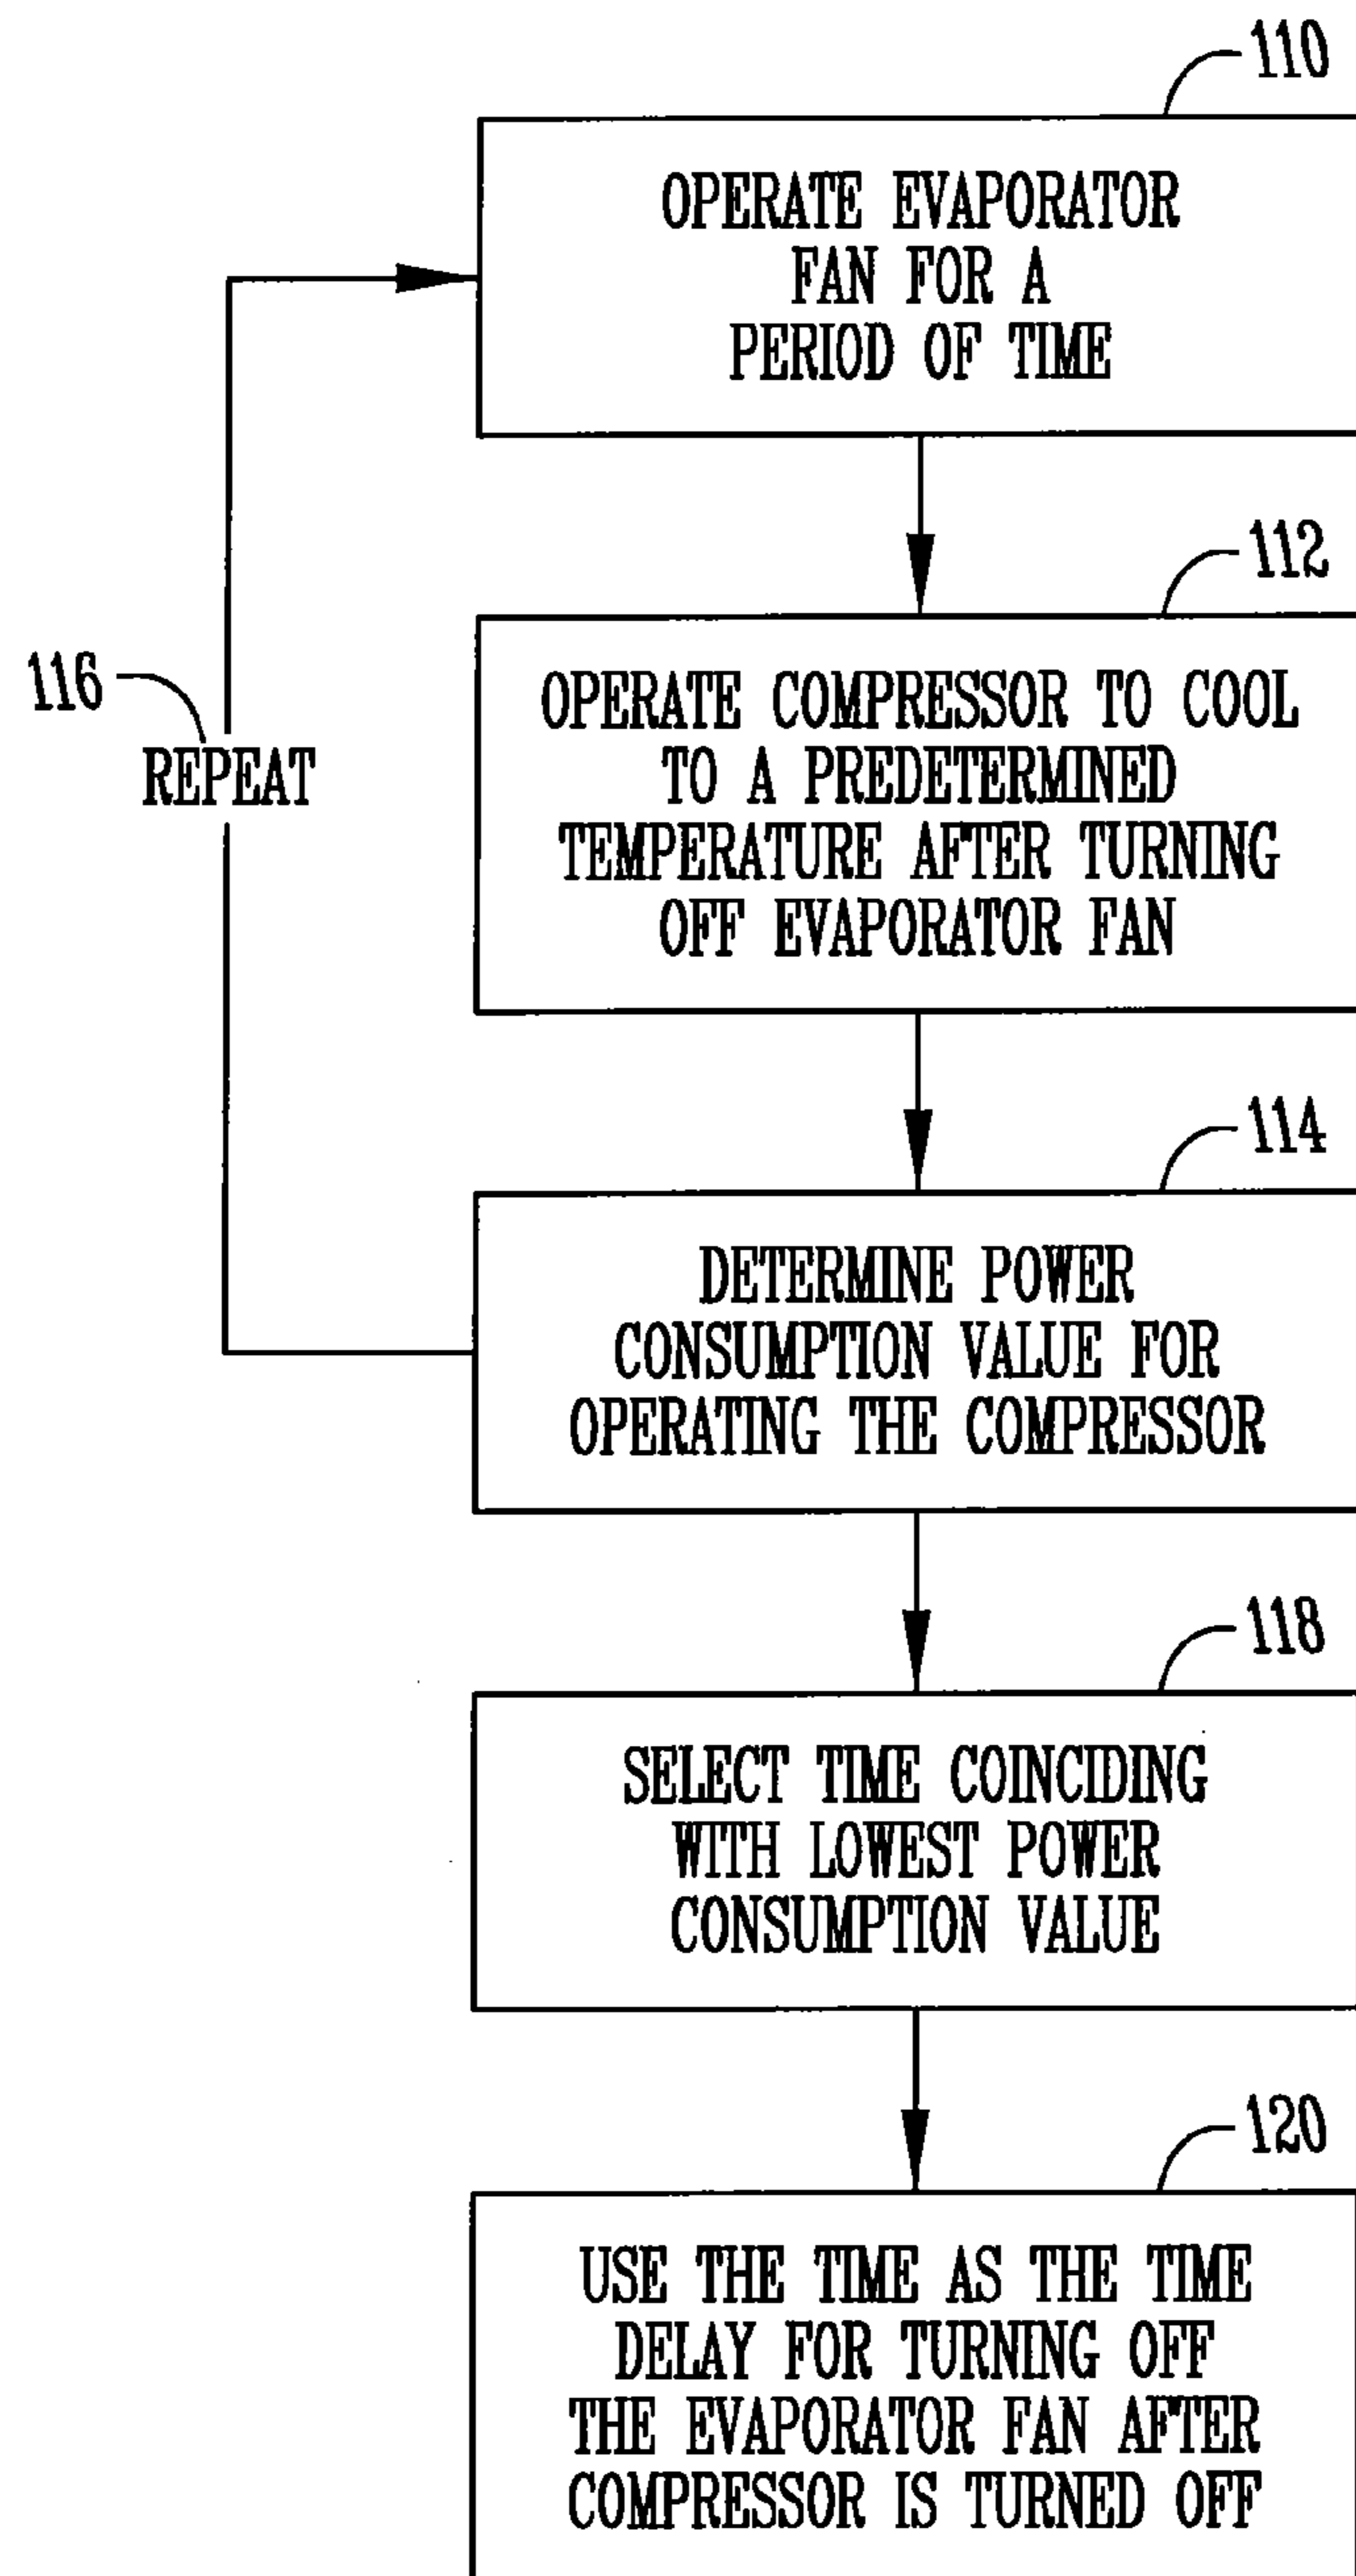 110
OPERATE EVAPORATOR
FAN FOR A
PERIOD OF TIME
112
OPERATE COMPRESSOR TO COOL
TO A PREDETERMINED
TEMPERATURE AFTER TURNING
OFF EVAPORATOR FAN
116
REPEAT
114
DETERMINE POWER
CONSUMPTION VALUE FOR
OPERATING THE COMPRESSOR
118
SELECT TIME COINCIDING
WITH LOWEST POWER
CONSUMPTION VALUE
120
USE THE TIME AS THE TIME
DELAY FOR TURNING OFF
THE EVAPORATOR FAN AFTER
COMPRESSOR IS TURNED OFF